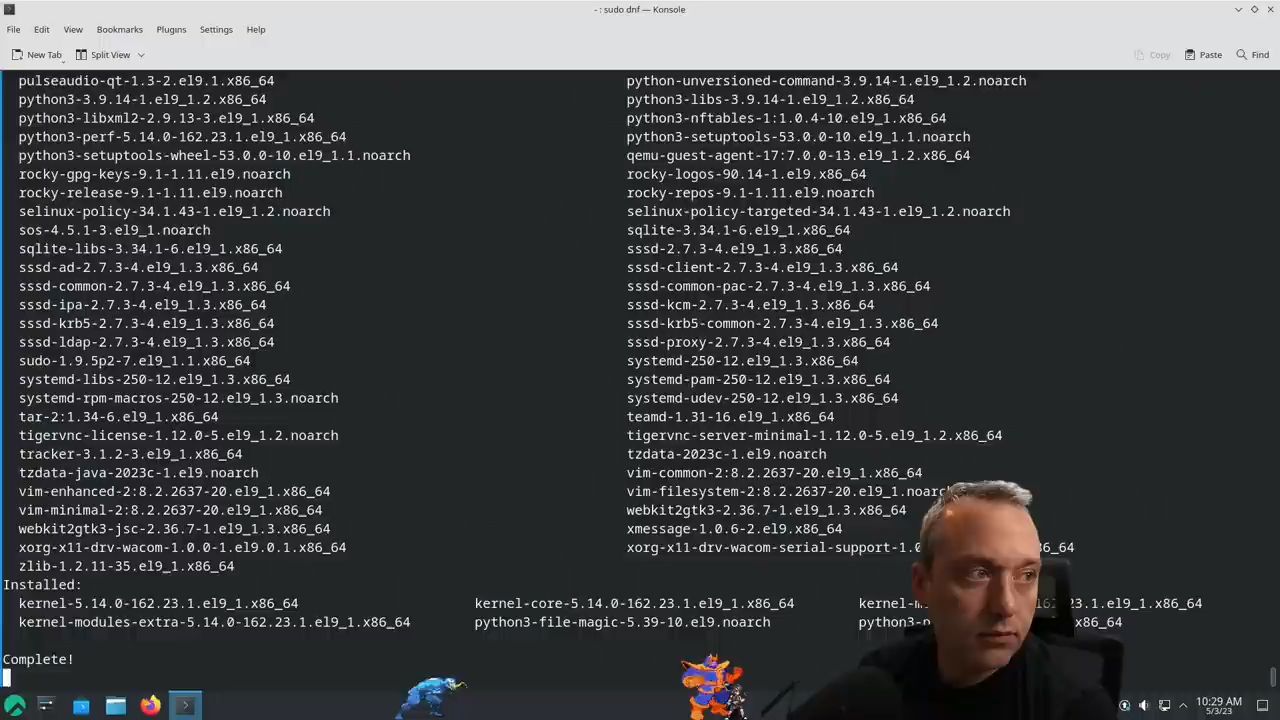 - : sudo dnf — Konsole
File Edit View Bookmarks Plugins Settings Help
New Tab Split View Copy Paste Find
pulseaudio-qt-1.3-2.el9.1.x86_64 python-unversioned-command-3.9.14-1.el9_1.2.noarch
python3-3.9.14-1.el9_1.2.x86_64 python3-libs-3.9.14-1.el9_1.2.x86_64
python3-libxml2-2.9.13-3.el9_1.x86_64 python3-nftables-1:1.0.4-10.el9_1.x86_64
python3-perf-5.14.0-162.23.1.el9_1.x86_64 python3-setuptools-53.0.0-10.el9_1.1.noarch
python3-setuptools-wheel-53.0.0-10.el9_1.1.noarch qemu-guest-agent-17:7.0.0-13.el9_1.2.x86_64
rocky-gpg-keys-9.1-1.11.el9.noarch rocky-logos-90.14-1.el9.x86_64
rocky-release-9.1-1.11.el9.noarch rocky-repos-9.1-1.11.el9.noarch
selinux-policy-34.1.43-1.el9_1.2.noarch selinux-policy-targeted-34.1.43-1.el9_1.2.noarch
sos-4.5.1-3.el9_1.noarch sqlite-3.34.1-6.el9_1.x86_64
sqlite-libs-3.34.1-6.el9_1.x86_64 sssd-2.7.3-4.el9_1.3.x86_64
sssd-ad-2.7.3-4.el9_1.3.x86_64 sssd-client-2.7.3-4.el9_1.3.x86_64
sssd-common-2.7.3-4.el9_1.3.x86_64 sssd-common-pac-2.7.3-4.el9_1.3.x86_64
sssd-ipa-2.7.3-4.el9_1.3.x86_64 sssd-kcm-2.7.3-4.el9_1.3.x86_64
sssd-krb5-2.7.3-4.el9_1.3.x86_64 sssd-krb5-common-2.7.3-4.el9_1.3.x86_64
sssd-ldap-2.7.3-4.el9_1.3.x86_64 sssd-proxy-2.7.3-4.el9_1.3.x86_64
sudo-1.9.5p2-7.el9_1.1.x86_64 systemd-250-12.el9_1.3.x86_64
systemd-libs-250-12.el9_1.3.x86_64 systemd-pam-250-12.el9_1.3.x86_64
systemd-rpm-macros-250-12.el9_1.3.noarch systemd-udev-250-12.el9_1.3.x86_64
tar-2:1.34-6.el9_1.x86_64 teamd-1.31-16.el9_1.x86_64
tigervnc-license-1.12.0-5.el9_1.2.noarch tigervnc-server-minimal-1.12.0-5.el9_1.2.x86_64
tracker-3.1.2-3.el9_1.x86_64 tzdata-2023c-1.el9.noarch
tzdata-java-2023c-1.el9.noarch vim-common-2:8.2.2637-20.el9_1.x86_64
vim-enhanced-2:8.2.2637-20.el9_1.x86_64 vim-filesystem-2:8.2.2637-20.el9_1.noarch
vim-minimal-2:8.2.2637-20.el9_1.x86_64 webkit2gtk3-2.36.7-1.el9_1.3.x86_64
webkit2gtk3-jsc-2.36.7-1.el9_1.3.x86_64 xmessage-1.0.6-2.el9.x86_64
xorg-x11-drv-wacom-1.0.0-1.el9.0.1.x86_64
zlib-1.2.11-35.el9_1.x86_64
Installed:
kernel-5.14.0-162.23.1.el9_1.x86_64 kernel-core-5.14.0-162.23.1.el9_1.x86_64
kernel-modules-extra-5.14.0-162.23.1.el9_1.x86_64 python3-file-magic-5.39-10.el9.noarch
Complete!
10:29 AM
5/3/23